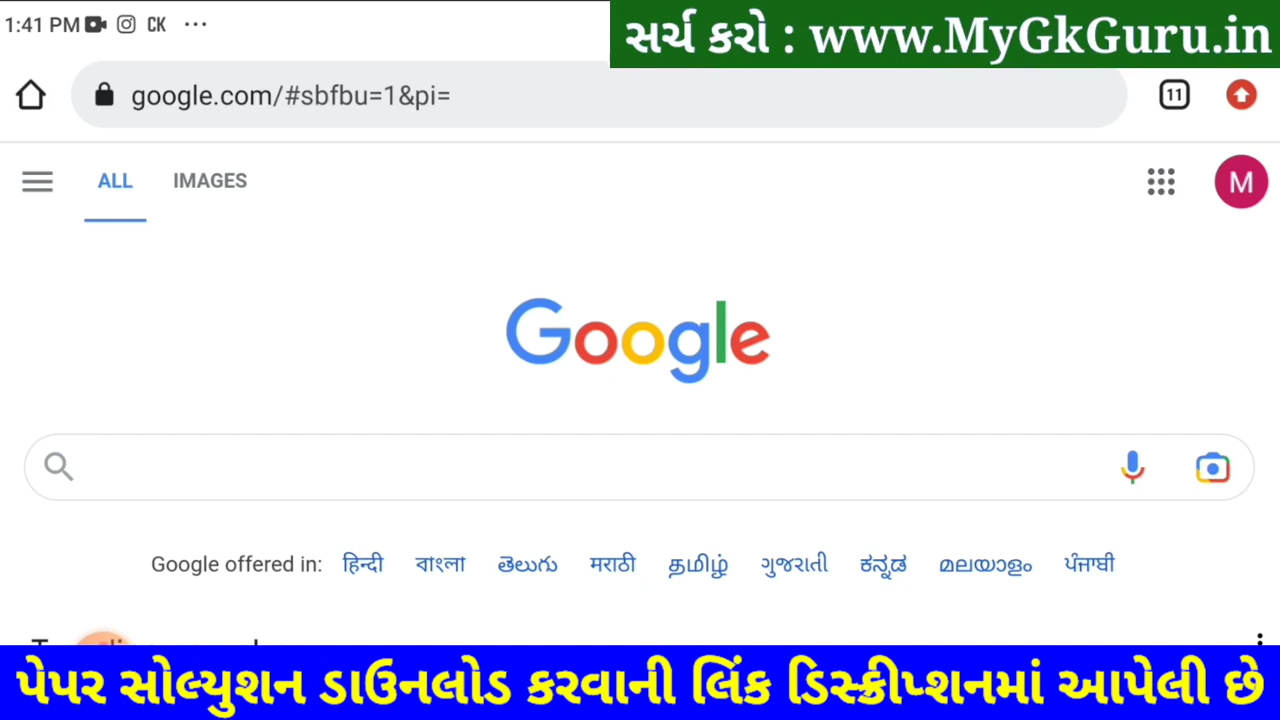 1:41 PM CK ...
સર્ચ કરો : www.MyGkGuru.in
google.com/#sbfbu=1&pi=
11
ALL IMAGES
M
Google
Google offered in: हिन्दी বাংলা తెలుగు मराठी தமிழ் ગુજરાતી ಕನ್ನಡ മലയാളം ਪੰਜਾਬੀ
પેપર સોલ્યુશન ડાઉનલોડ કરવાની લિંક ડિસ્ક્રીપ્શનમાં આપેલી છે